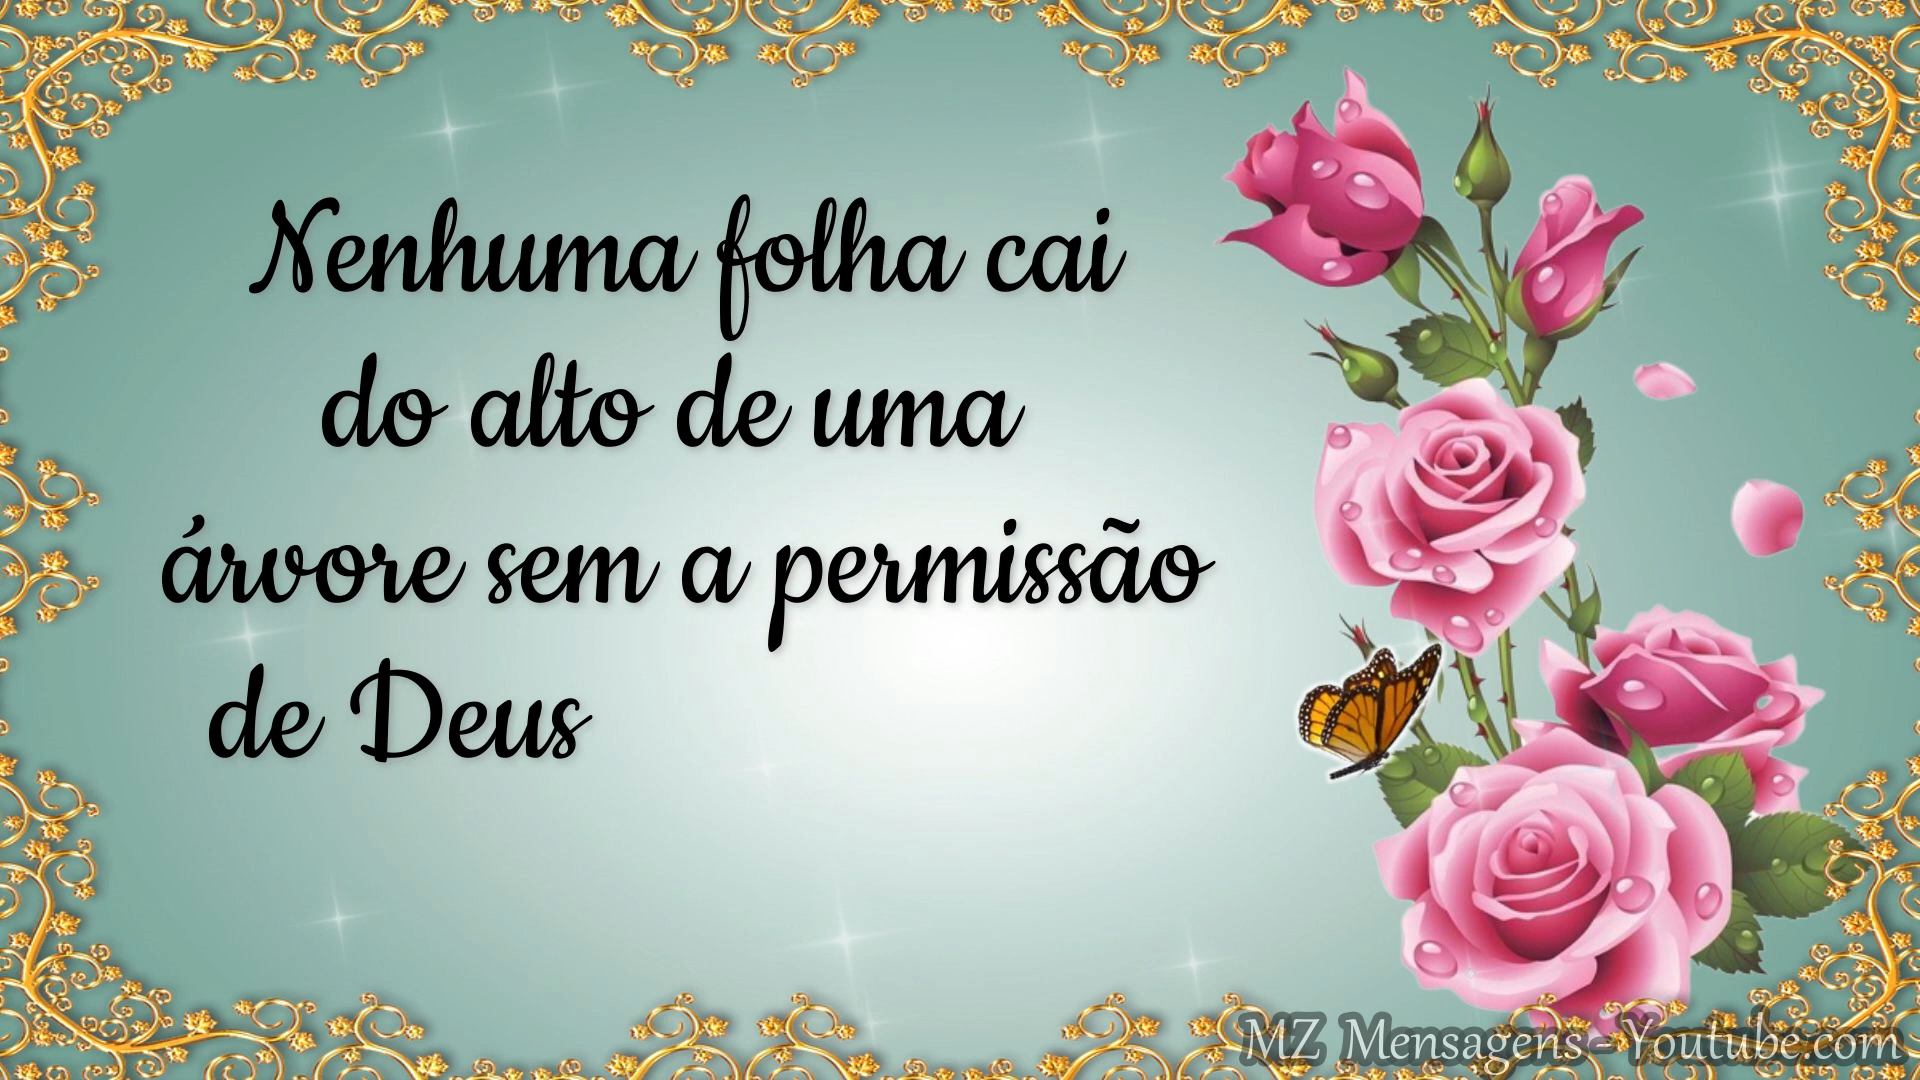 Nenhuma folha cai
do alto de uma
árvore sem a permissão
de Deus
MZ Mensagens - Youtube.com